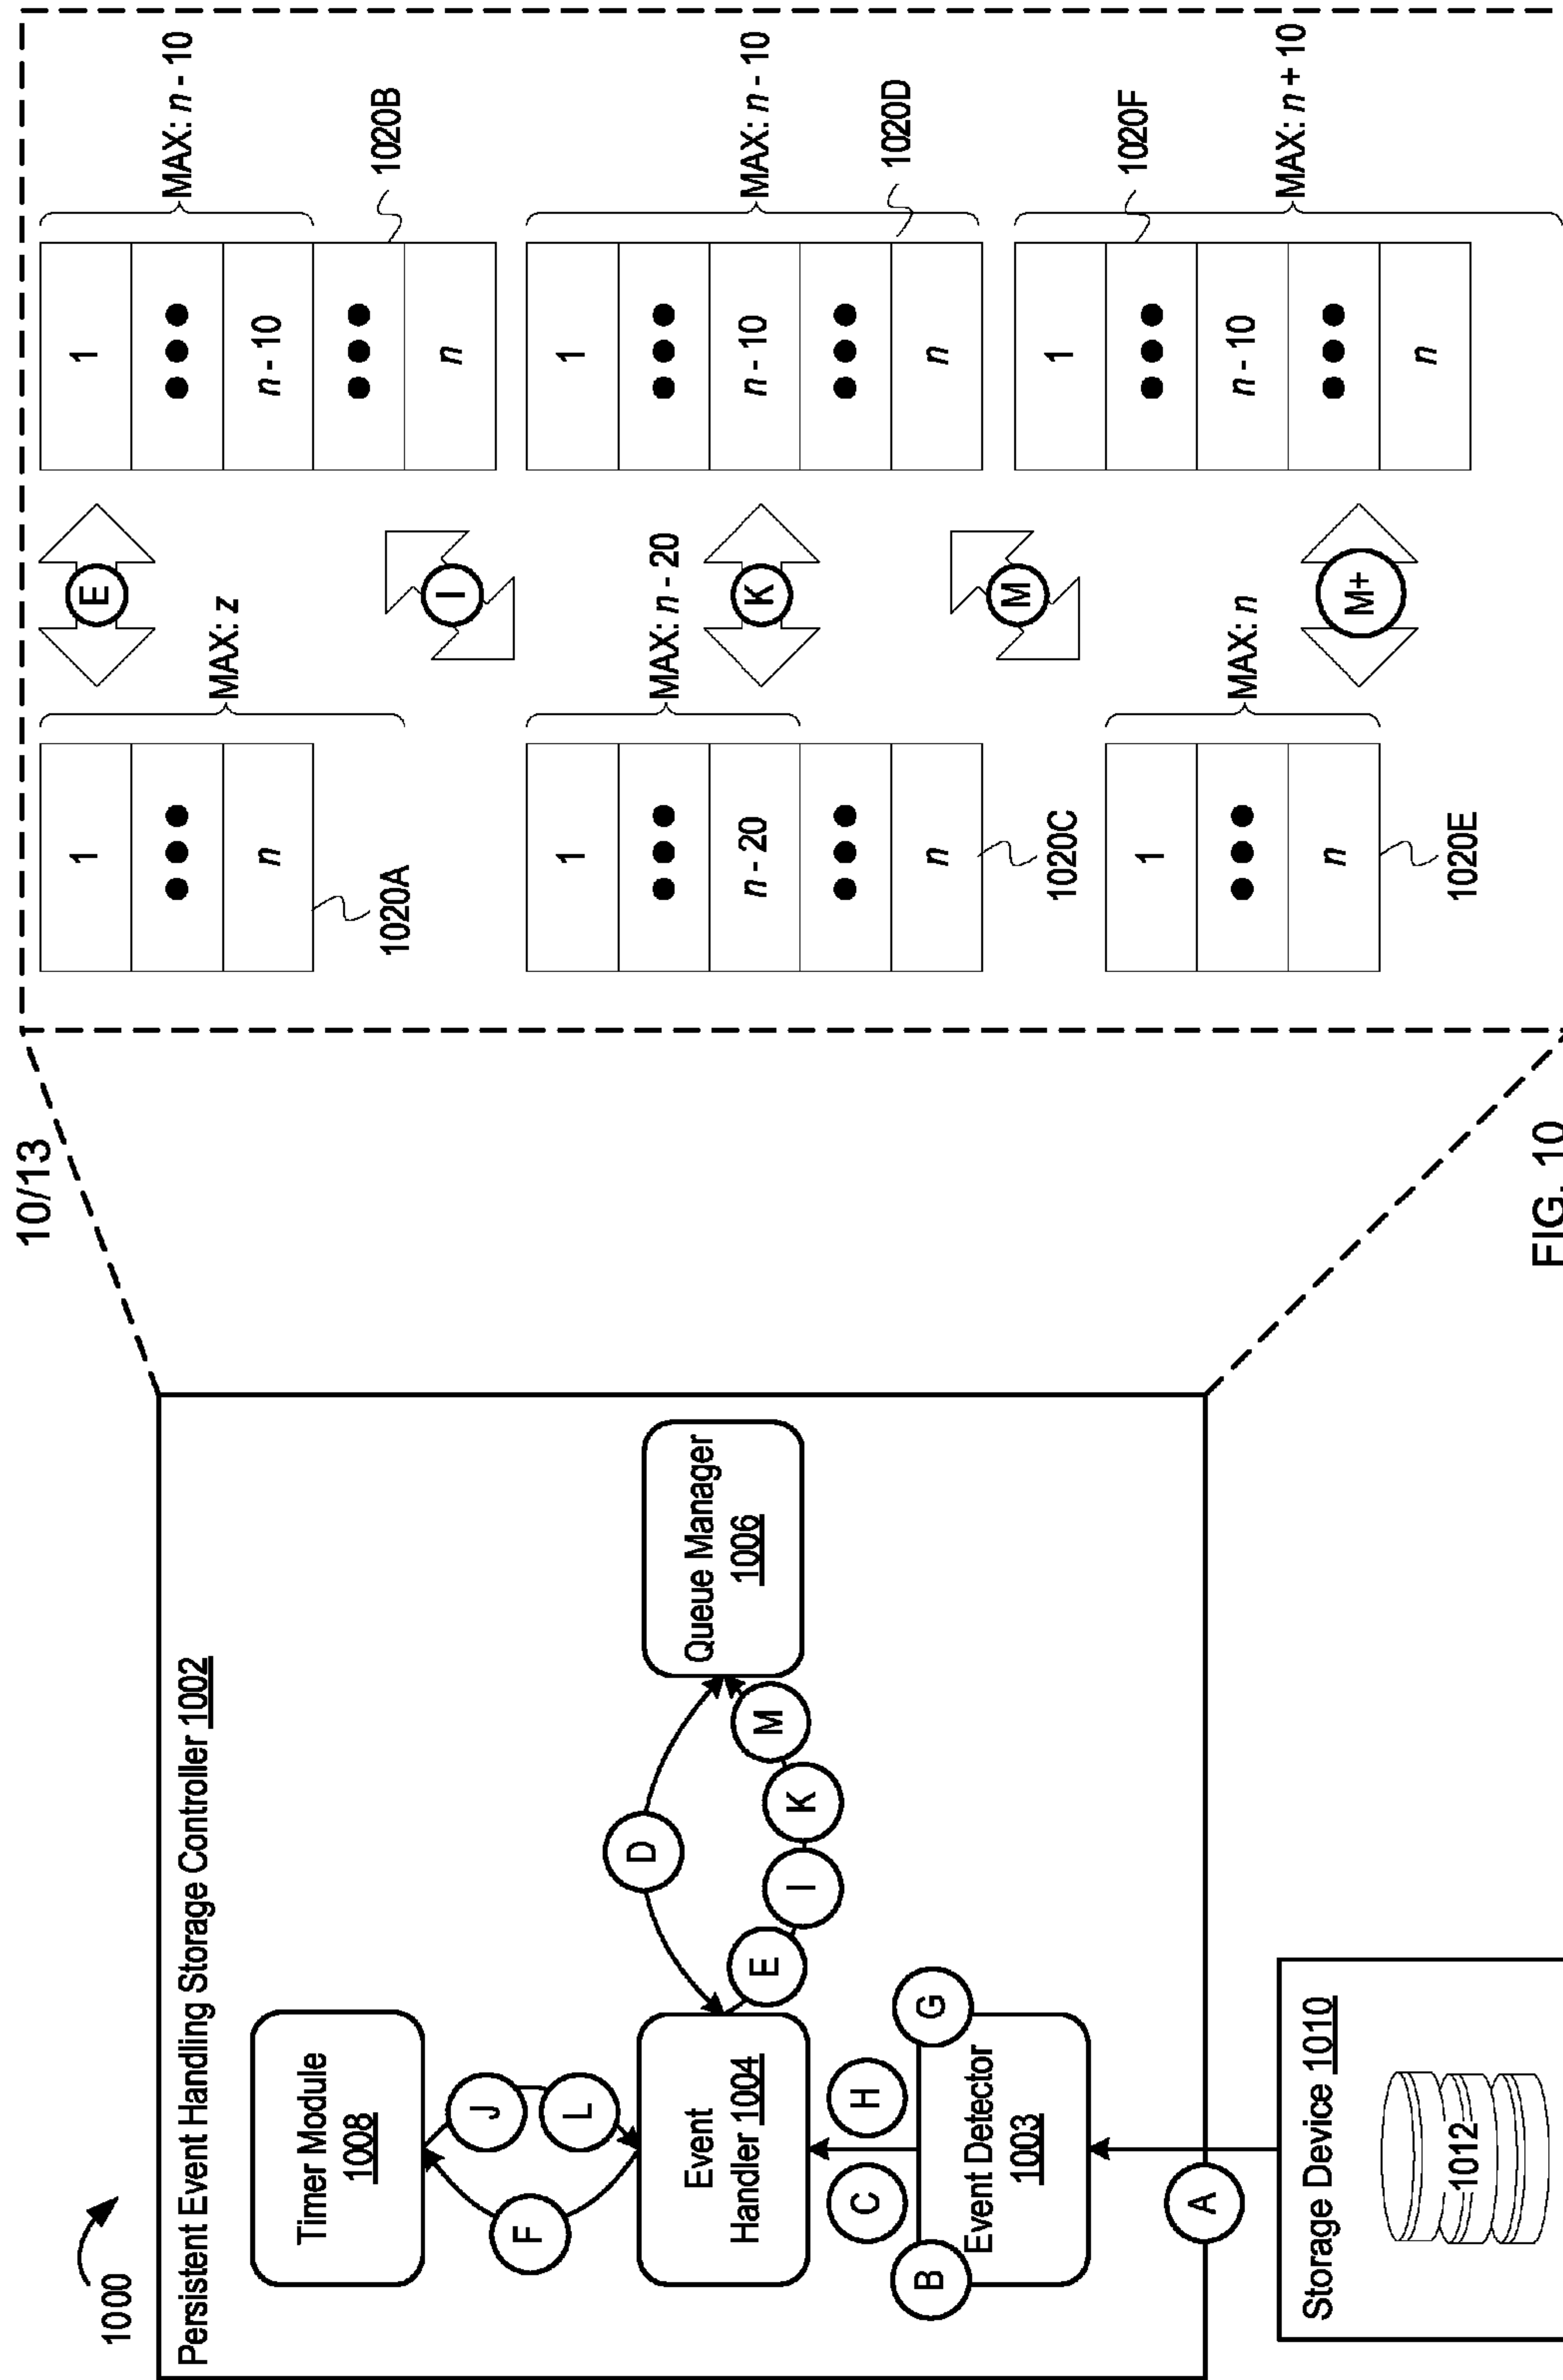 10/13
1000
Persistent Event Handling Storage Controller 1002
Timer Module
1008
J
L
F
Event
Handler 1004
D
Queue Manager
1006
E
I
K
M
C
H
B
G
Event Detector
1003
A
Storage Device 1010
1012
1
n
MAX: z
1020A
E
1
n - 10
n
MAX: n - 10
1020B
I
1
n - 20
n
MAX: n - 20
1020C
K
1
n - 10
n
MAX: n - 10
1020D
M
1
n
MAX: n
1020E
M+
1
n - 10
n
MAX: n + 10
1020F
FIG. 10